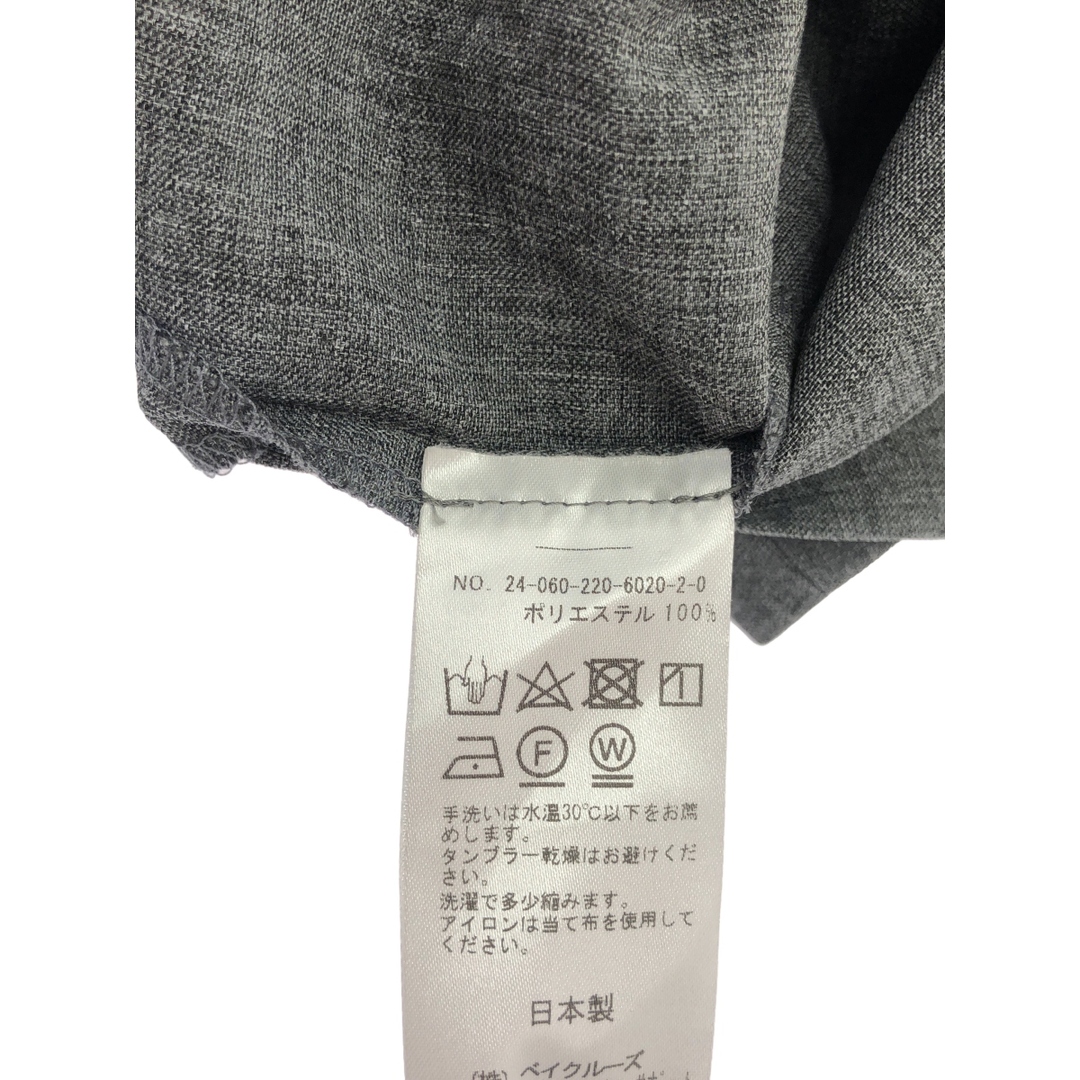 NO. 24-060-220-6020-2-0
ポリエステル 100%
F W
手洗いは水温30℃以下をお薦
めします。
タンブラー乾燥はお避けくだ
さい。
洗濯で多少縮みます。
アイロンは当て布を使用して
ください。
日本製
(株) ベイクルーズ